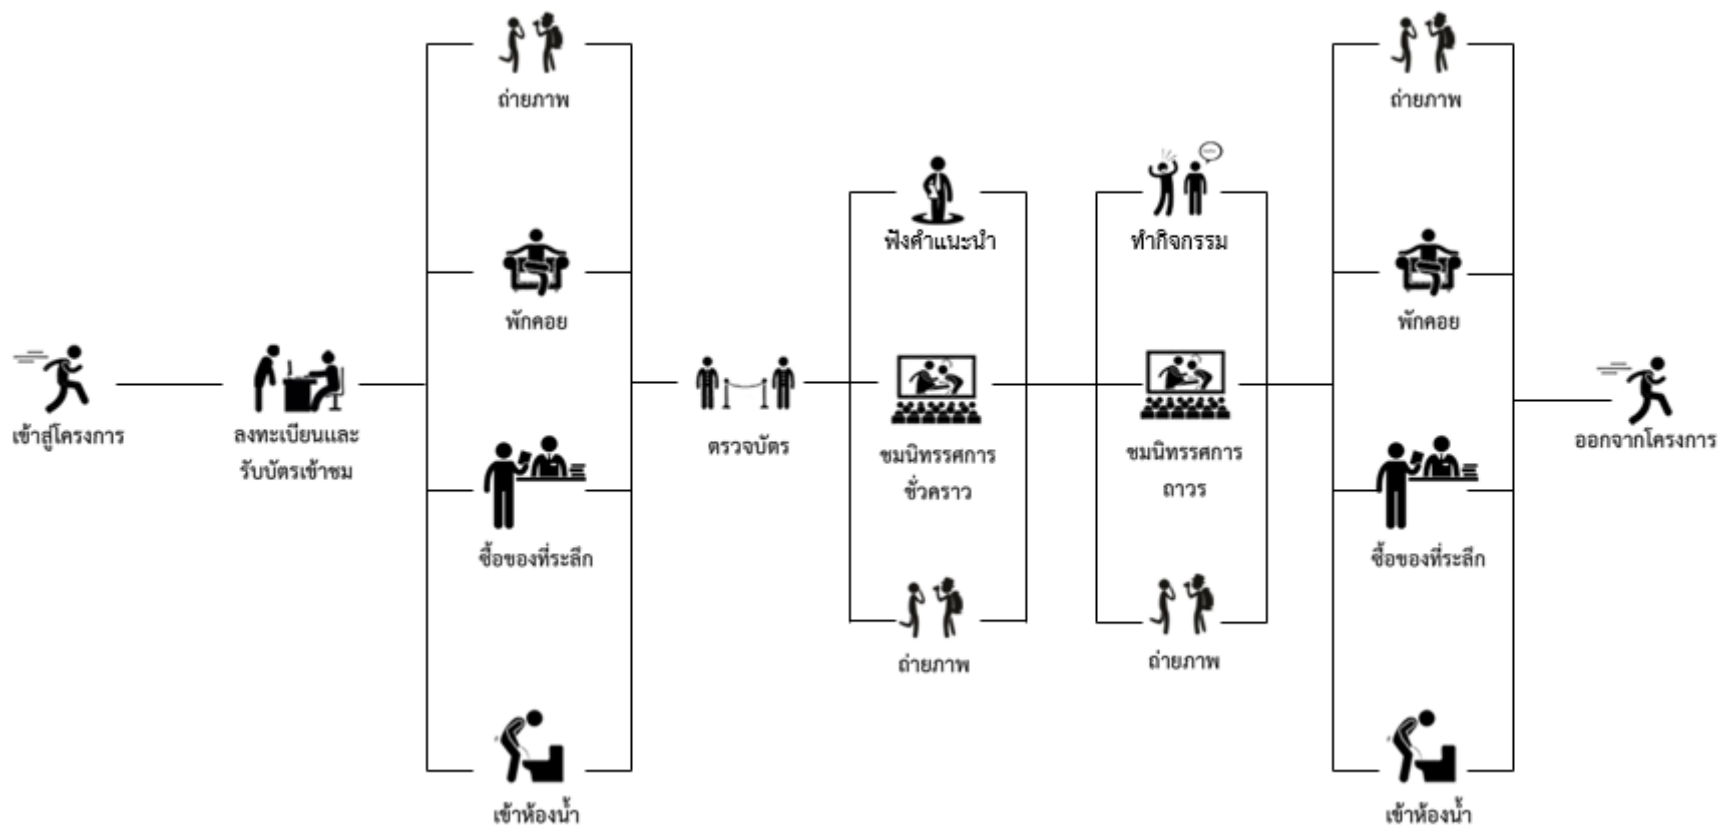 เข้าสู่โครงการ
ลงทะเบียนและ
รับบัตรเข้าชม
ถ่ายภาพ
พักคอย
ซื้อของที่ระลึก
เข้าห้องน้ำ
ตรวจบัตร
ฟังคำแนะนำ
ชมนิทรรศการ
ชั่วคราว
ถ่ายภาพ
ทำกิจกรรม
ชมนิทรรศการ
ถาวร
ถ่ายภาพ
ถ่ายภาพ
พักคอย
ซื้อของที่ระลึก
เข้าห้องน้ำ
ออกจากโครงการ